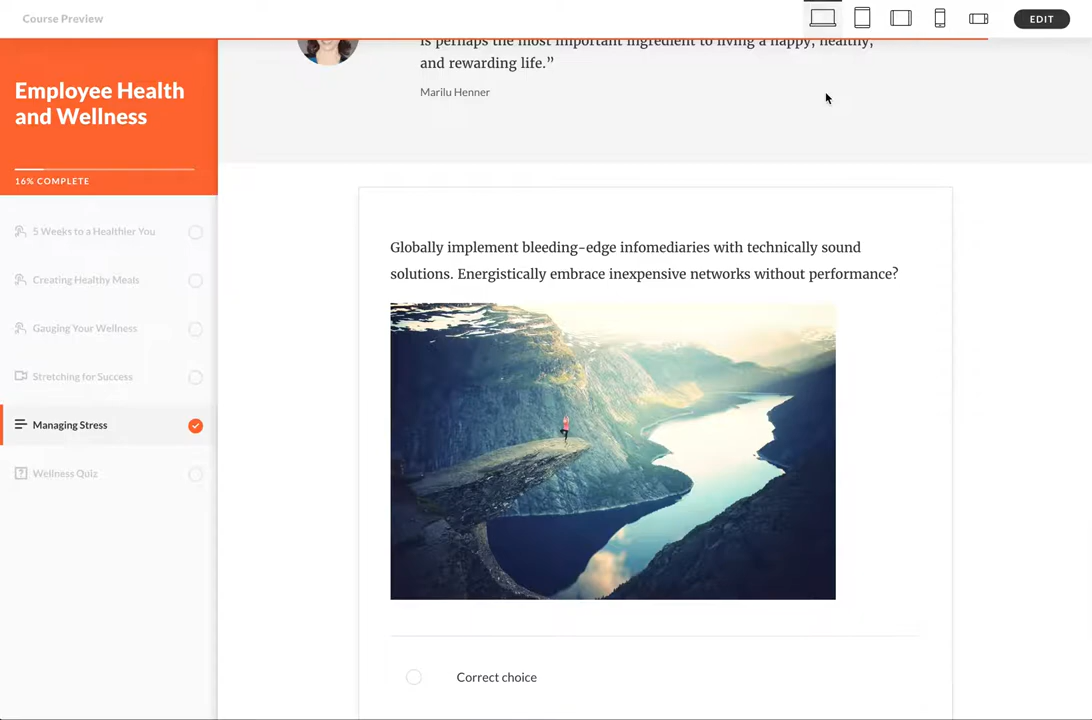 Course Preview
EDIT
Employee Health
and Wellness
16% COMPLETE
5 Weeks to a Healthier You
Creating Healthy Meals
Gauging Your Wellness
Stretching for Success
Managing Stress
Wellness Quiz
is perhaps the most important ingredient to living a happy, healthy,
and rewarding life.”
Marilu Henner
Globally implement bleeding-edge infomediaries with technically sound
solutions. Energistically embrace inexpensive networks without performance?
Correct choice